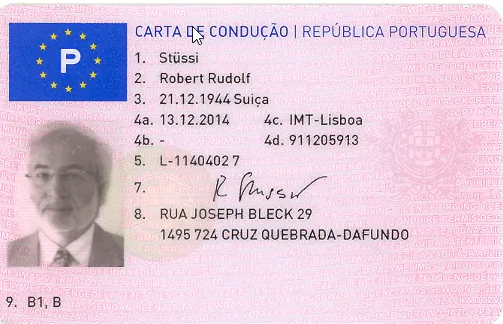 CARTA DE CONDUÇÃO | REPÚBLICA PORTUGUESA
P
1. Stüssi
2. Robert Rudolf
3. 21.12.1944 Suiça
4a. 13.12.2014 4c. IMT-Lisboa
4b. - 4d. 911205913
5. L-1140402 7
7.
8. RUA JOSEPH BLECK 29
1495 724 CRUZ QUEBRADA-DAFUNDO
9. B1, B